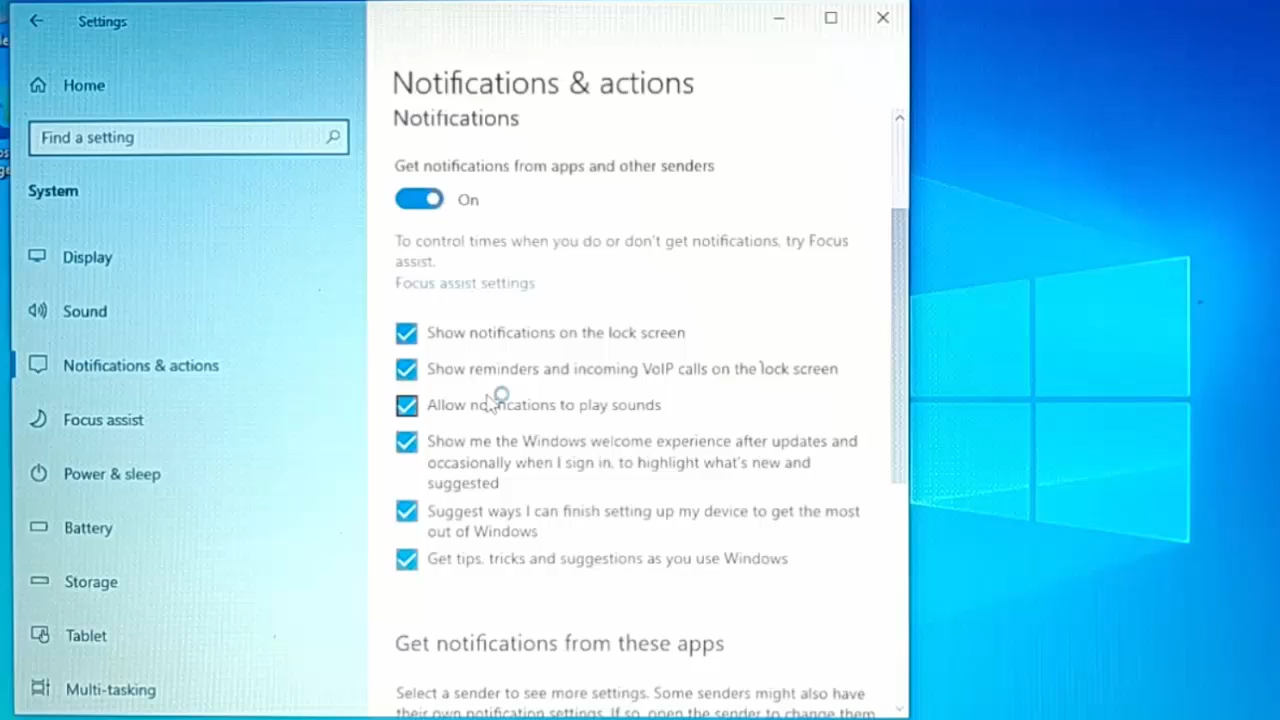 Settings
Home
Find a setting
System
Display
Sound
Notifications & actions
Focus assist
Power & sleep
Battery
Storage
Tablet
Multi-tasking
Notifications & actions
Notifications
Get notifications from apps and other senders
On
To control times when you do or don't get notifications, try Focus
assist.
Focus assist settings
Show notifications on the lock screen
Show reminders and incoming VoIP calls on the lock screen
Allow notifications to play sounds
Show me the Windows welcome experience after updates and
occasionally when I sign in, to highlight what's new and
suggested
Suggest ways I can finish setting up my device to get the most
out of Windows
Get tips, tricks and suggestions as you use Windows
Get notifications from these apps
Select a sender to see more settings. Some senders might also have
their own notification settings. If so, open the sender to change them